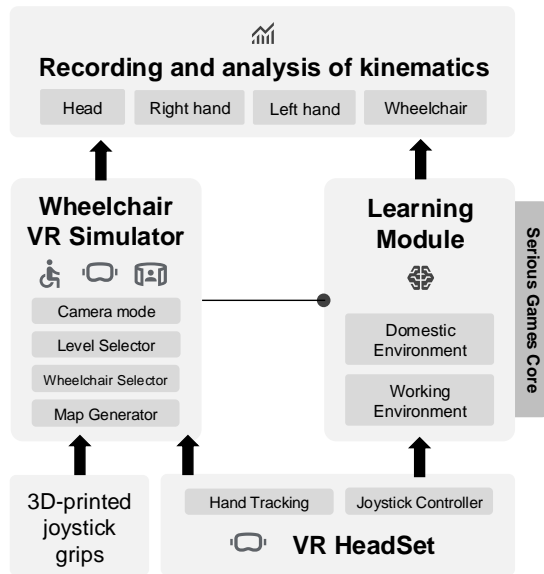 Recording and analysis of kinematics
Head
Right hand
Left hand
Wheelchair
Wheelchair
VR Simulator
Camera mode
Level Selector
Wheelchair Selector
Map Generator
Learning
Module
Domestic
Environment
Working
Environment
Serious Games Core
3D-printed
joystick
grips
Hand Tracking
Joystick Controller
VR HeadSet